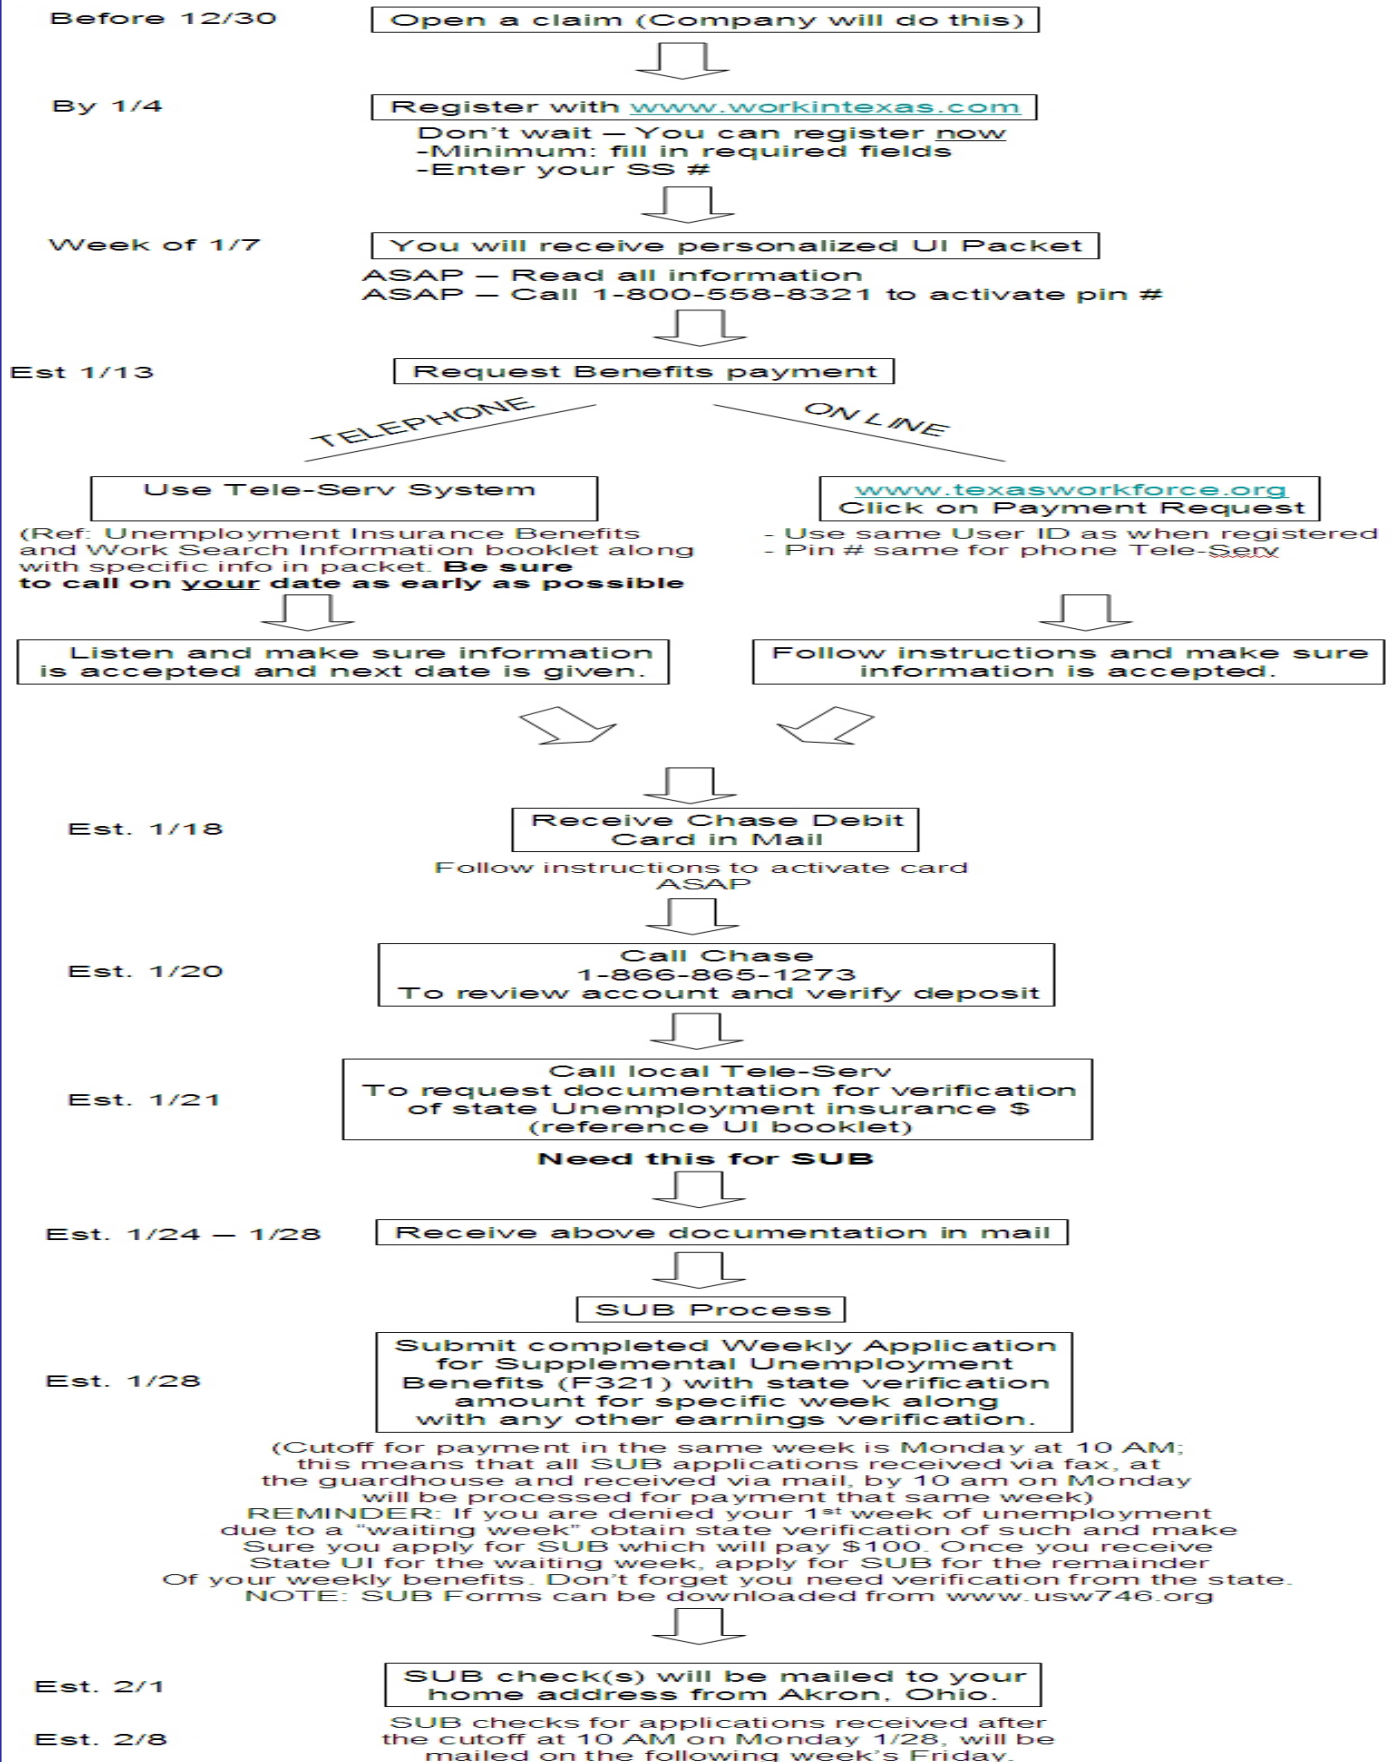 Before 12/30
Open a claim (Company will do this)
By 1/4
Register with www.workintexas.com
Don't wait – You can register now
-Minimum: fill in required fields
-Enter your SS #
Week of 1/7
You will receive personalized UI Packet
ASAP – Read all information
ASAP – Call 1-800-558-8321 to activate pin #
Est 1/13
Request Benefits payment
TELEPHONE
ON LINE
Use Tele-Serv System
(Ref: Unemployment Insurance Benefits
and Work Search Information booklet along
with specific info in packet. Be sure
to call on your date as early as possible
www.texasworkforce.org
Click on Payment Request
- Use same User ID as when registered
- Pin # same for phone Tele-Serv
Listen and make sure information
is accepted and next date is given.
Follow instructions and make sure
information is accepted.
Est. 1/18
Receive Chase Debit
Card in Mail
Follow instructions to activate card
ASAP
Est. 1/20
Call Chase
1-866-865-1273
To review account and verify deposit
Est. 1/21
Call local Tele-Serv
To request documentation for verification
of state Unemployment insurance $
(reference UI booklet)
Need this for SUB
Est. 1/24 – 1/28
Receive above documentation in mail
SUB Process
Est. 1/28
Submit completed Weekly Application
for Supplemental Unemployment
Benefits (F321) with state verification
amount for specific week along
with any other earnings verification.
(Cutoff for payment in the same week is Monday at 10 AM;
this means that all SUB applications received via fax, at
the guardhouse and received via mail, by 10 am on Monday
will be processed for payment that same week)
REMINDER: If you are denied your 1st week of unemployment
due to a "waiting week" obtain state verification of such and make
Sure you apply for SUB which will pay $100. Once you receive
State UI for the waiting week, apply for SUB for the remainder
Of your weekly benefits. Don't forget you need verification from the state.
NOTE: SUB Forms can be downloaded from www.usw746.org
Est. 2/1
SUB check(s) will be mailed to your
home address from Akron, Ohio.
Est. 2/8
SUB checks for applications received after
the cutoff at 10 AM on Monday 1/28, will be
mailed on the following week's Friday.